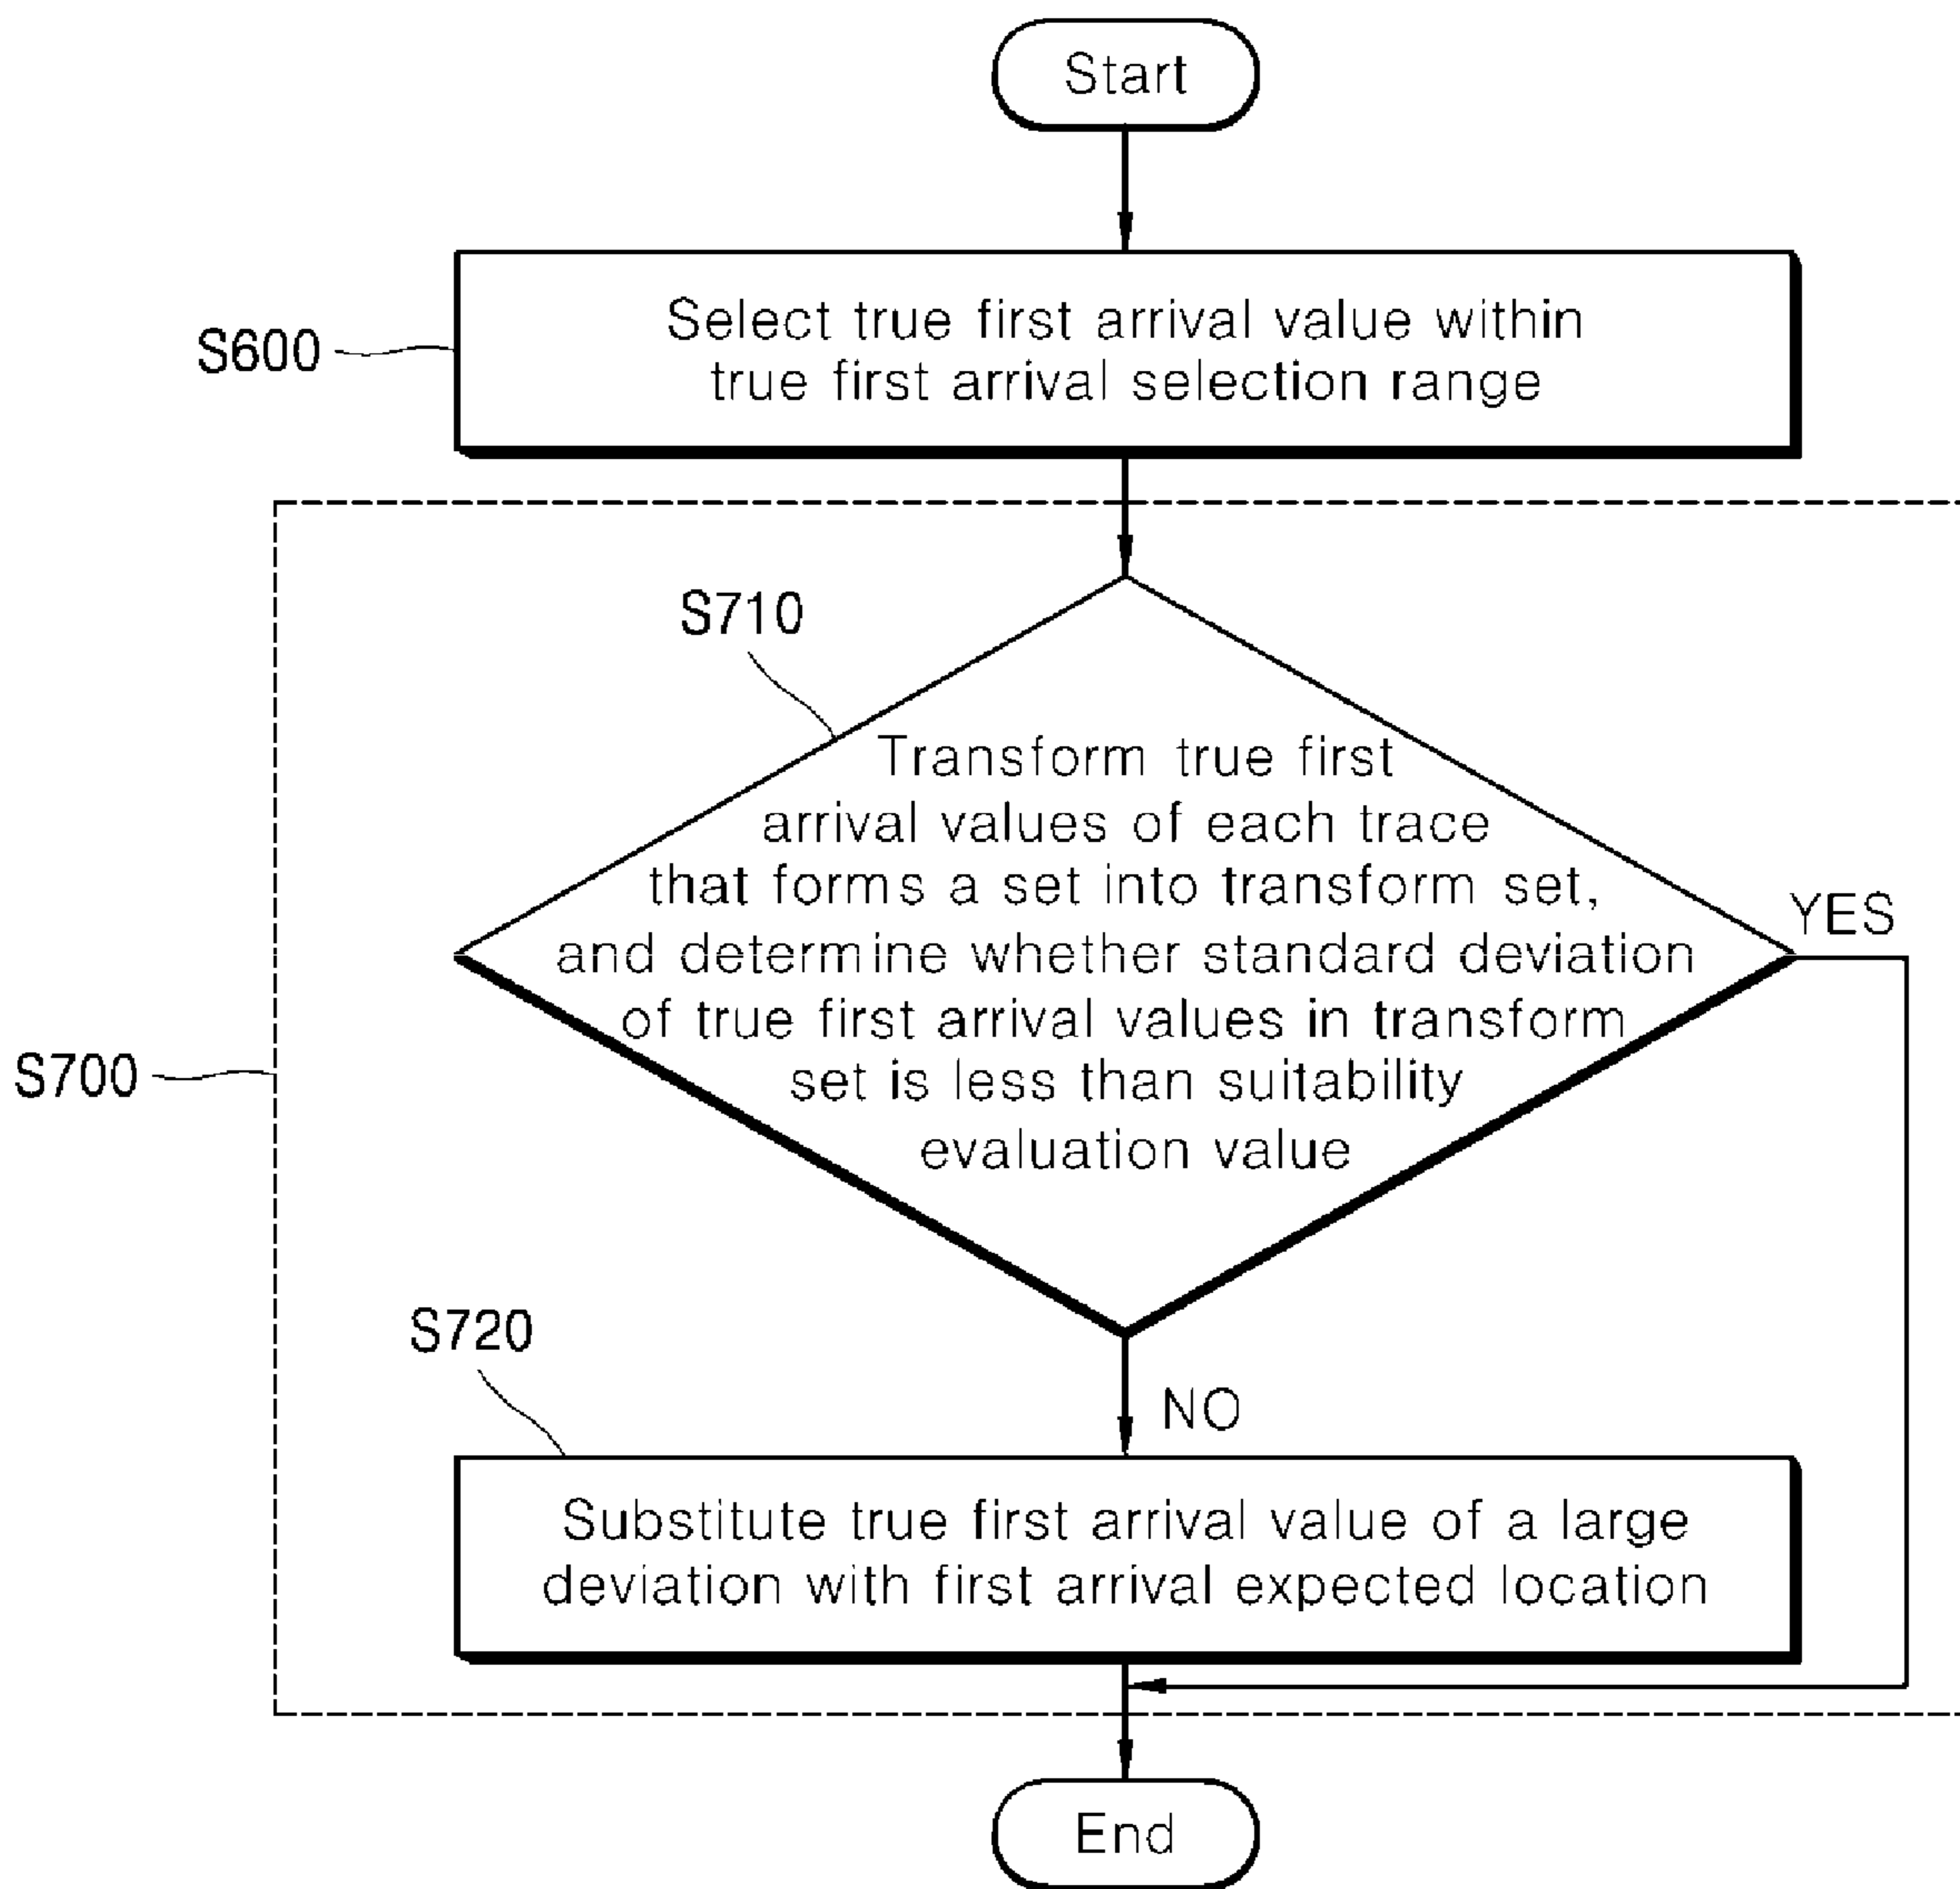 Start
S600
Select true first arrival value within
true first arrival selection range
S700
S710
Transform true first
arrival values of each trace
that forms a set into transform set,
and determine whether standard deviation
of true first arrival values in transform
set is less than suitability
evaluation value
YES
NO
S720
Substitute true first arrival value of a large
deviation with first arrival expected location
End